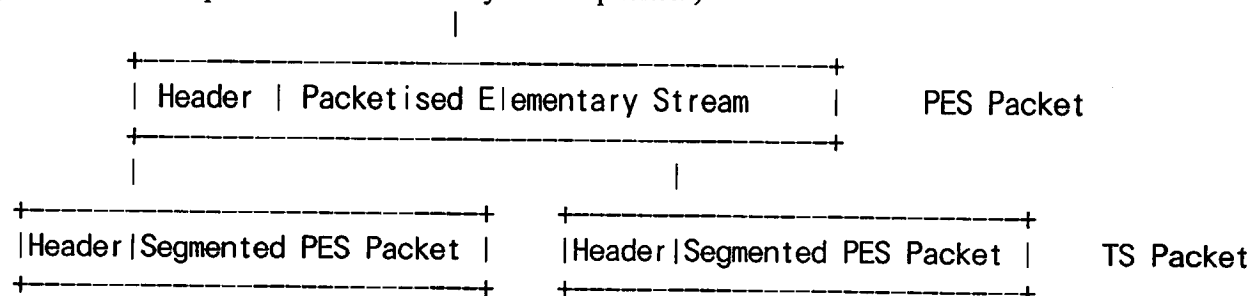 | Header | Packetised Elementary Stream | PES Packet
|Header|Segmented PES Packet | |Header|Segmented PES Packet | TS Packet